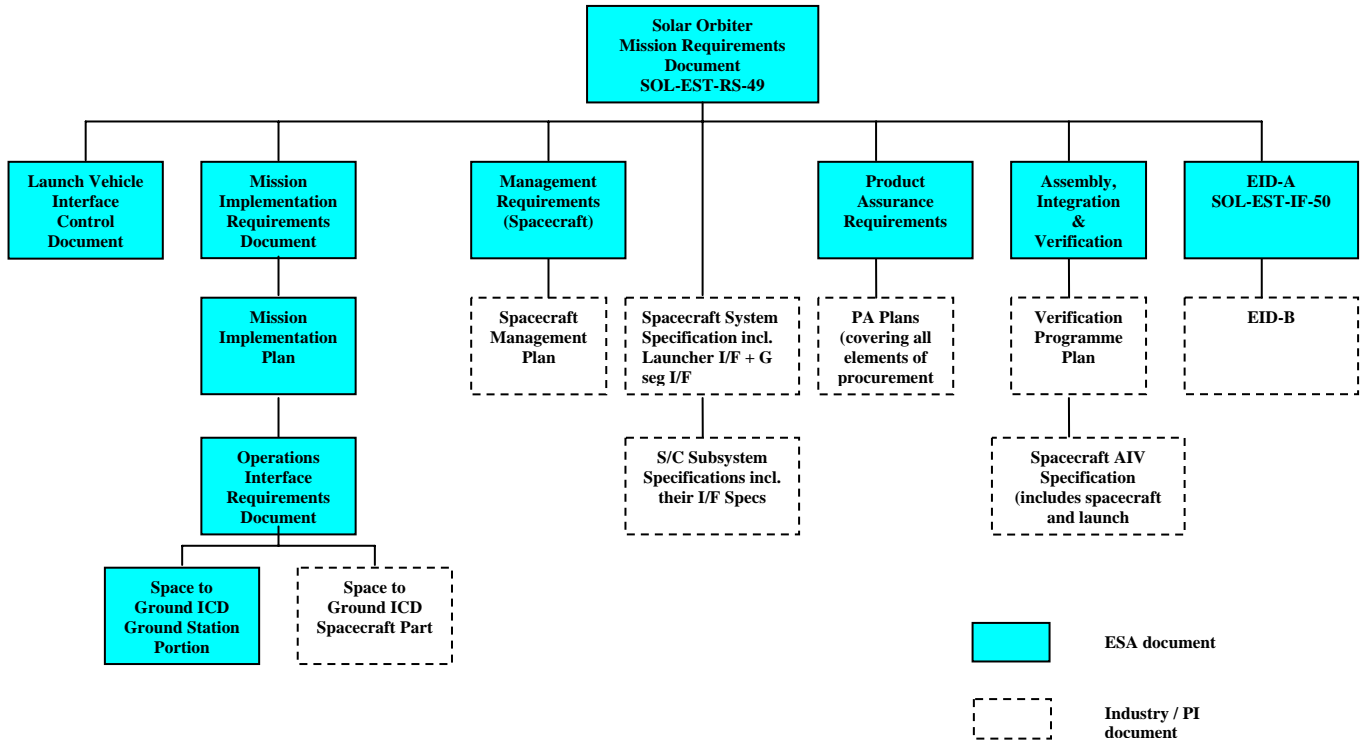 Solar Orbiter
Mission Requirements
Document
SOL-EST-RS-49
Launch Vehicle
Interface
Control
Document
Mission
Implementation
Requirements
Document
Management
Requirements
(Spacecraft)
Product
Assurance
Requirements
Assembly,
Integration
&
Verification
EID-A
SOL-EST-IF-50
Mission
Implementation
Plan
Spacecraft
Management
Plan
Spacecraft System
Specification incl.
Launcher I/F + G
seg I/F
PA Plans
(covering all
elements of
procurement
Verification
Programme
Plan
EID-B
Operations
Interface
Requirements
Document
S/C Subsystem
Specifications incl.
their I/F Specs
Spacecraft AIV
Specification
(includes spacecraft
and launch
Space to
Ground ICD
Ground Station
Portion
Space to
Ground ICD
Spacecraft Part
ESA document
Industry / PI
document